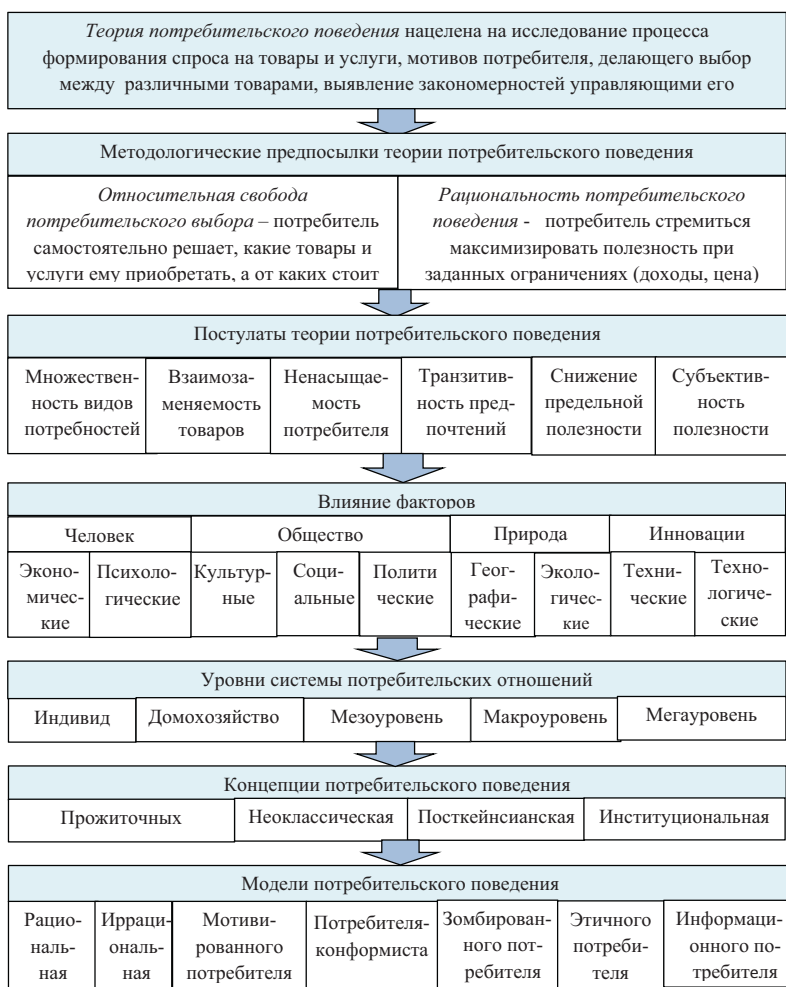 Теория потребительского поведения нацелена на исследование процесса
формирования спроса на товары и услуги, мотивов потребителя, делающего выбор
между различными товарами, выявление закономерностей управляющими его
Методологические предпосылки теории потребительского поведения
Относительная свобода
потребительского выбора – потребитель
самостоятельно решает, какие товары и
услуги ему приобретать, а от каких стоит
Рациональность потребительского
поведения - потребитель стремиться
максимизировать полезность при
заданных ограничениях (доходы, цена)
Постулаты теории потребительского поведения
Множествен-
ность видов
потребностей
Взаимоза-
меняемость
товаров
Ненасыщае-
мость
потребителя
Транзитив-
ность пред-
почтений
Снижение
предельной
полезности
Субъектив-
ность
полезности
Влияние факторов
Человек
Общество
Природа
Инновации
Эконо-
мичес-
кие
Психоло-
гические
Культур-
ные
Соци-
альные
Полити
ческие
Геог-
рафи-
ческие
Эколо-
гичес-
кие
Техни-
ческие
Техно-
логиче-
ские
Уровни системы потребительских отношений
Индивид
Домохозяйство
Мезоуровень
Макроуровень
Мегауровень
Концепции потребительского поведения
Прожиточных
Неоклассическая
Посткейнсианская
Институциональная
Модели потребительского поведения
Рацио-
наль-
ная
Ирраци-
ональ-
ная
Мотиви-
рованного
потребителя
Потребителя-
конформиста
Зомбирован-
ного пот-
ребителя
Этичного
потреби-
теля
Информаци-
онного по-
требителя